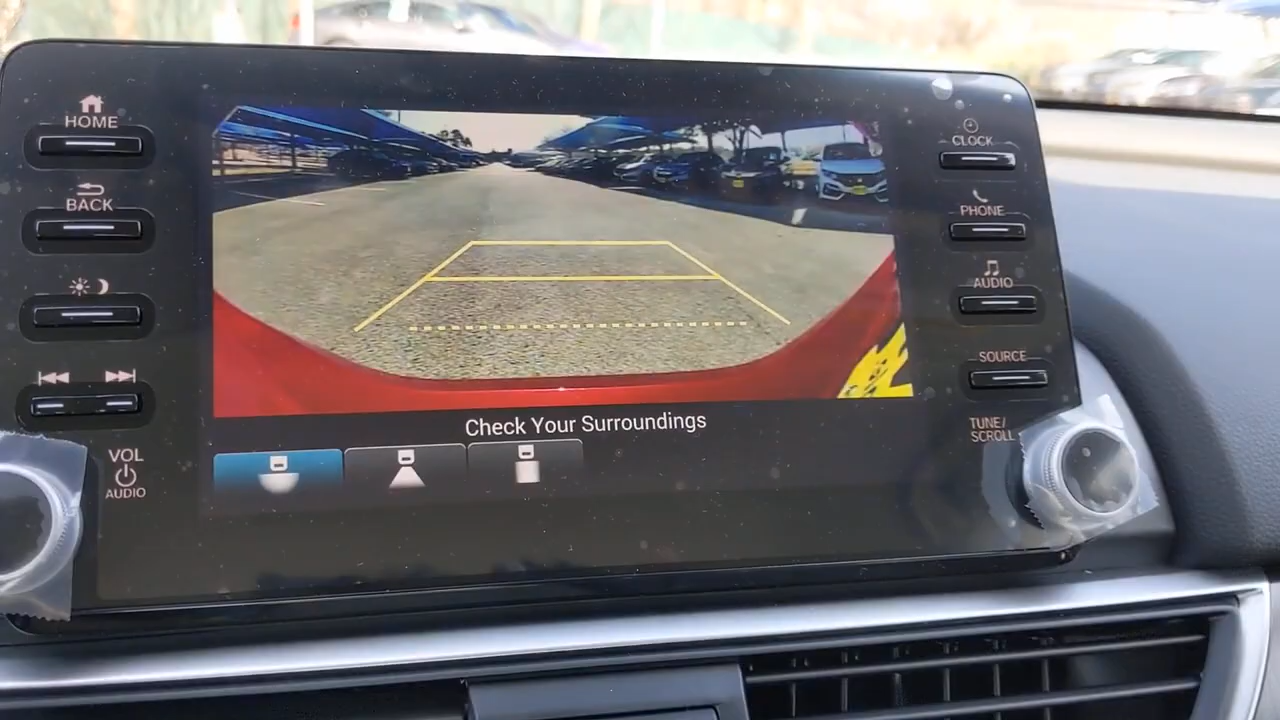 HOME
BACK
VOL
AUDIO
Check Your Surroundings
CLOCK
PHONE
AUDIO
SOURCE
TUNE/
SCROLL